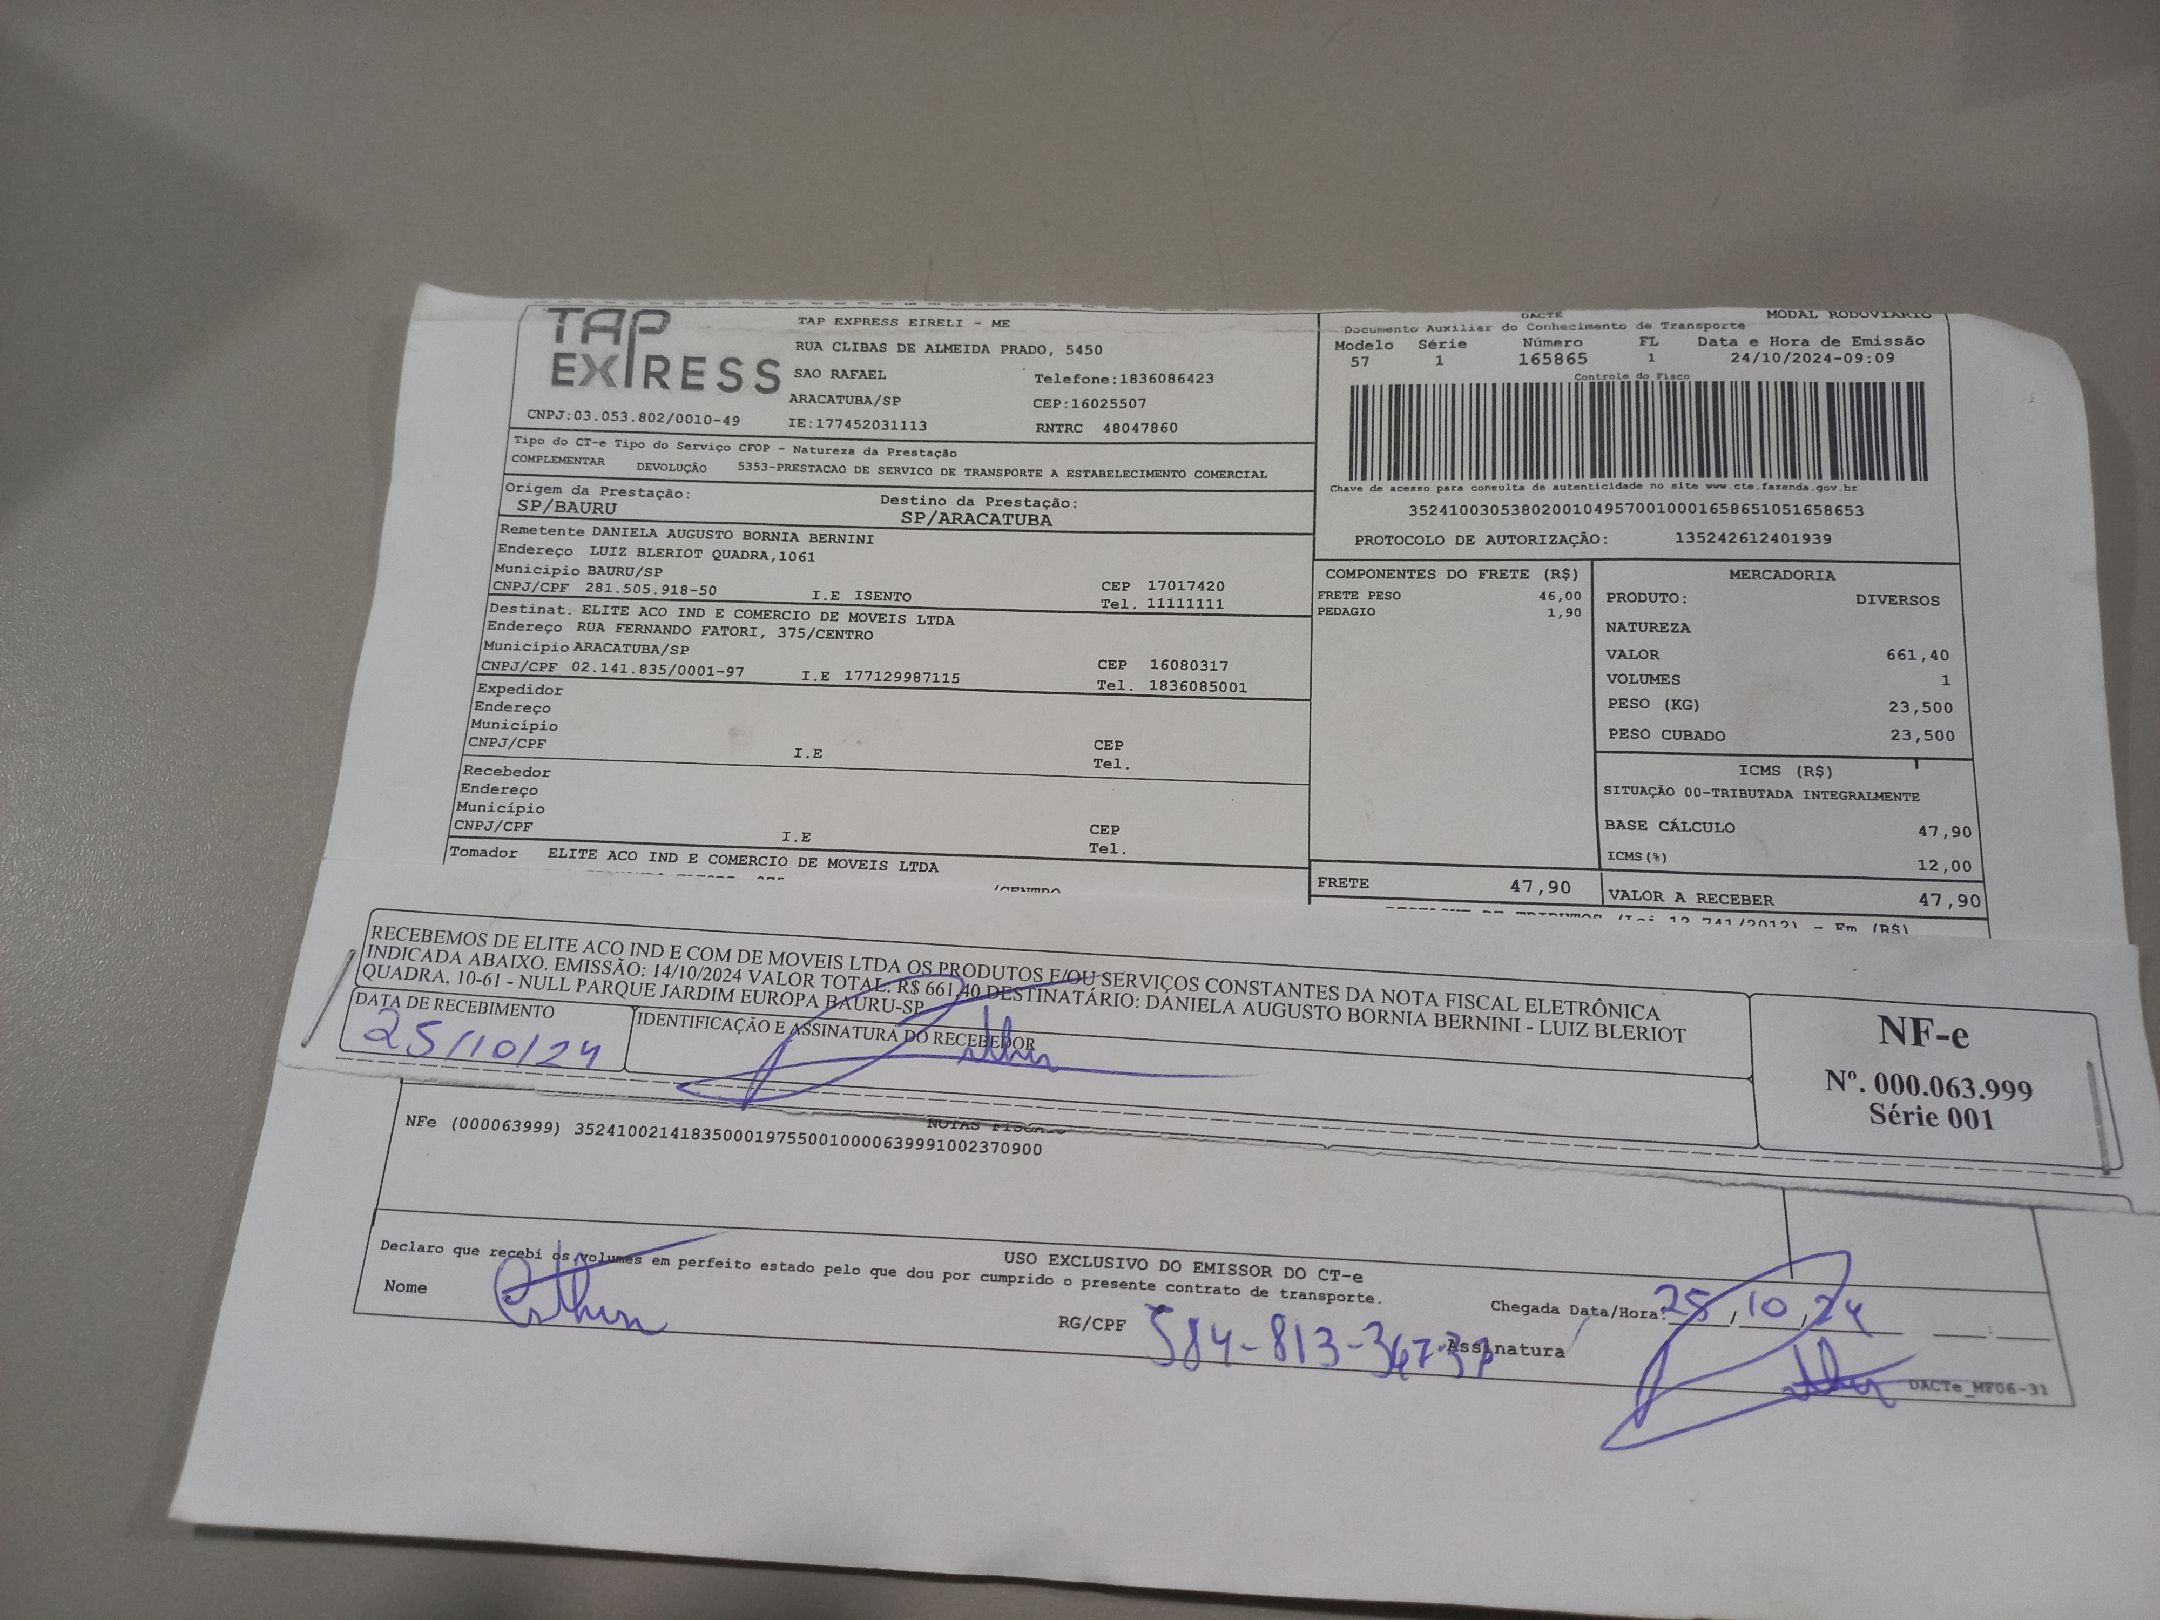 TAP EXPRESS
TAP EXPRESS EIRELI - ME
RUA CLIBAS DE ALMEIDA PRADO, 5450
SAO RAFAEL Telefone:1836086423
ARACATUBA/SP CEP:16025507
CNPJ:03.053.802/0010-49 IE:177452031113 RNTRC 48047860
DACTE MODAL RODOVIÁRIO
Documento Auxiliar do Conhecimento de Transporte
Modelo Série Número FL Data e Hora de Emissão
57 1 165865 1 24/10/2024-09:09
Controle do Fisco
Chave de acesso para consulta de autenticidade no site www.cte.fazenda.gov.br
35241003053802001049570010001658651051658653
PROTOCOLO DE AUTORIZAÇÃO: 135242612401939
Tipo do CT-e Tipo do Serviço CFOP - Natureza da Prestação
COMPLEMENTAR DEVOLUÇÃO 5353-PRESTACAO DE SERVICO DE TRANSPORTE A ESTABELECIMENTO COMERCIAL
Origem da Prestação: Destino da Prestação:
SP/BAURU SP/ARACATUBA
Remetente DANIELA AUGUSTO BORNIA BERNINI
Endereço LUIZ BLERIOT QUADRA,1061
Município BAURU/SP CEP 17017420
CNPJ/CPF 281.505.918-50 I.E ISENTO Tel. 11111111
Destinat. ELITE ACO IND E COMERCIO DE MOVEIS LTDA
Endereço RUA FERNANDO FATORI, 375/CENTRO
Município ARACATUBA/SP CEP 16080317
CNPJ/CPF 02.141.835/0001-97 I.E 177129987115 Tel. 1836085001
Expedidor
Endereço
Município CEP
CNPJ/CPF I.E Tel.
Recebedor
Endereço
Município CEP
CNPJ/CPF I.E Tel.
Tomador ELITE ACO IND E COMERCIO DE MOVEIS LTDA
/CENTRO
COMPONENTES DO FRETE (R$)
FRETE PESO 46,00
PEDAGIO 1,90
FRETE 47,90
MERCADORIA
PRODUTO: DIVERSOS
NATUREZA
VALOR 661,40
VOLUMES 1
PESO (KG) 23,500
PESO CUBADO 23,500
ICMS (R$)
SITUAÇÃO 00-TRIBUTADA INTEGRALMENTE
BASE CÁLCULO 47,90
ICMS(%) 12,00
VALOR A RECEBER 47,90
(Lei 12.741/2012) - Em (R$)
RECEBEMOS DE ELITE ACO IND E COM DE MOVEIS LTDA OS PRODUTOS E/OU SERVIÇOS CONSTANTES DA NOTA FISCAL ELETRÔNICA
INDICADA ABAIXO. EMISSÃO: 14/10/2024 VALOR TOTAL: R$ 661,40 DESTINATÁRIO: DANIELA AUGUSTO BORNIA BERNINI - LUIZ BLERIOT
QUADRA, 10-61 - NULL PARQUE JARDIM EUROPA BAURU-SP
DATA DE RECEBIMENTO IDENTIFICAÇÃO E ASSINATURA DO RECEBEDOR
25/10/24
NF-e
Nº. 000.063.999
Série 001
NOTAS FISCAIS
NFe (000063999) 35241002141835000197550010000639991002370900
USO EXCLUSIVO DO EMISSOR DO CT-e
Declaro que recebi os volumes em perfeito estado pelo que dou por cumprido o presente contrato de transporte.
Nome RG/CPF Chegada Data/Hora: 25/10/24
Assinatura
DACTe_MF06-31